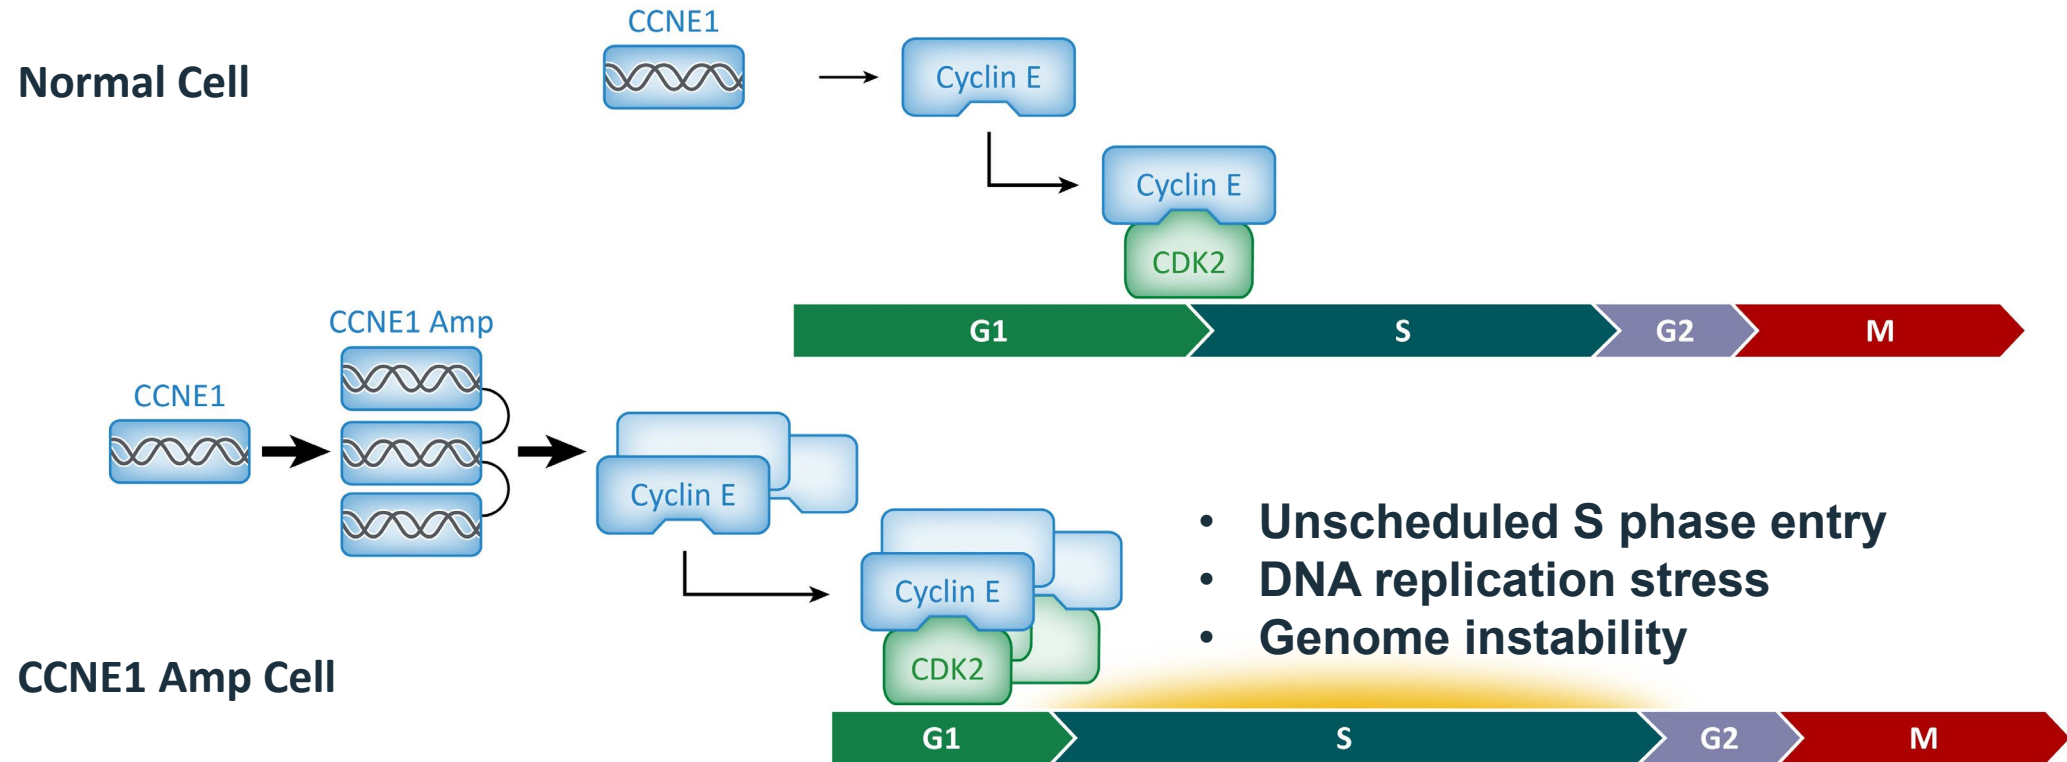 CCNE1
Normal Cell
Cyclin E
Cyclin E
CDK2
G1 S G2 M
CCNE1 Amp
CCNE1
Cyclin E
• Unscheduled S phase entry
• DNA replication stress
• Genome instability
Cyclin E
CDK2
CCNE1 Amp Cell
G1 S G2 M